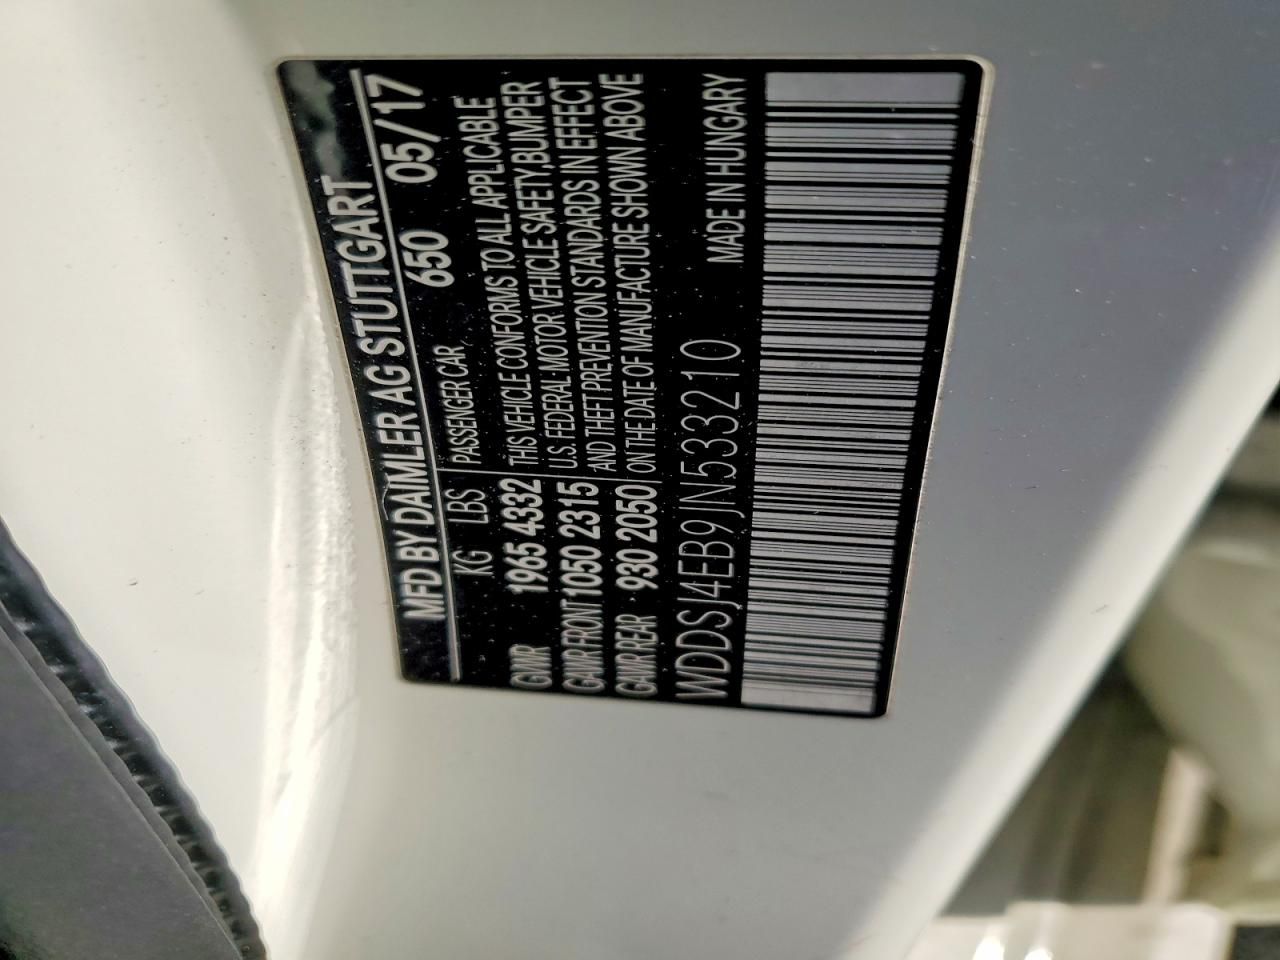 MFD BY DAIMLER AG STUTTGART
650 05/17
KG LBS PASSENGER CAR
GVWR 1965 4332 THIS VEHICLE CONFORMS TO ALL APPLICABLE
GAWR FRONT 1050 2315 U.S. FEDERAL MOTOR VEHICLE SAFETY BUMPER
AND THEFT PREVENTION STANDARDS IN EFFECT
GAWR REAR 930 2050 ON THE DATE OF MANUFACTURE SHOWN ABOVE
WDDSJ4EB9JN533210 MADE IN HUNGARY